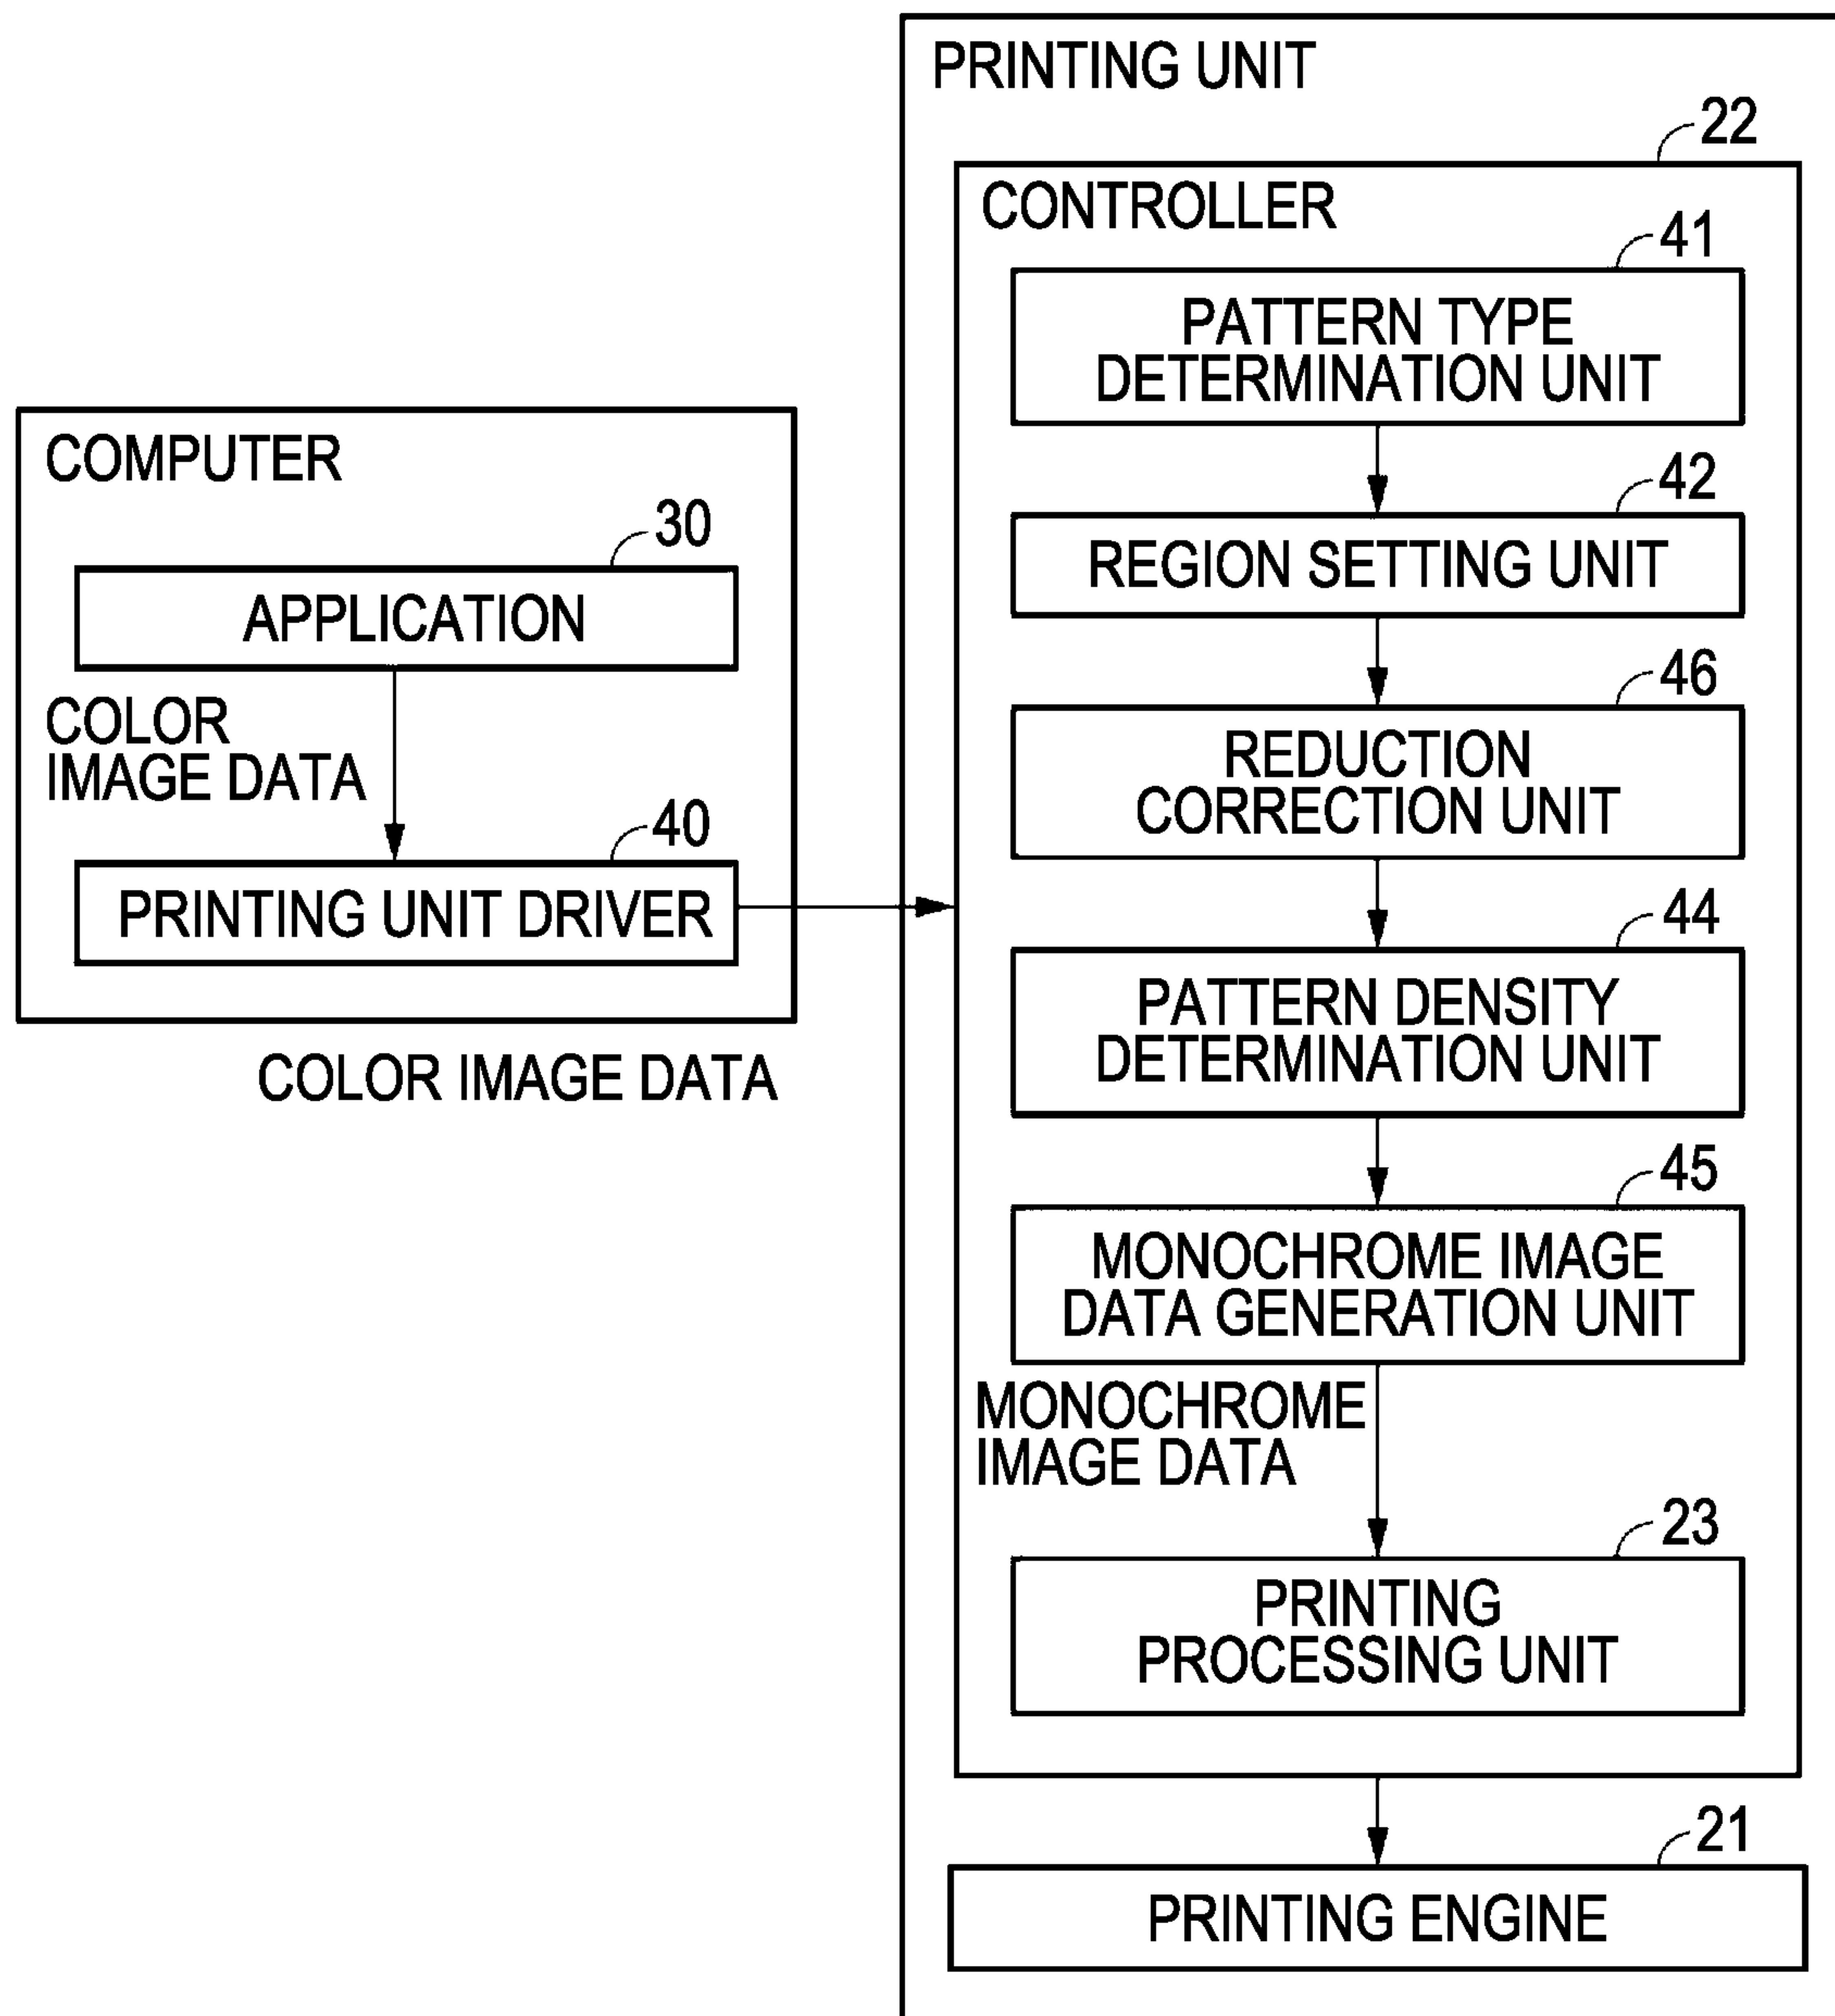 PRINTING UNIT
22
CONTROLLER
41
PATTERN TYPE
DETERMINATION UNIT
42
REGION SETTING UNIT
46
REDUCTION
CORRECTION UNIT
44
PATTERN DENSITY
DETERMINATION UNIT
45
MONOCHROME IMAGE
DATA GENERATION UNIT
MONOCHROME
IMAGE DATA
23
PRINTING
PROCESSING UNIT
21
PRINTING ENGINE
COMPUTER
30
APPLICATION
COLOR
IMAGE DATA
40
PRINTING UNIT DRIVER
COLOR IMAGE DATA